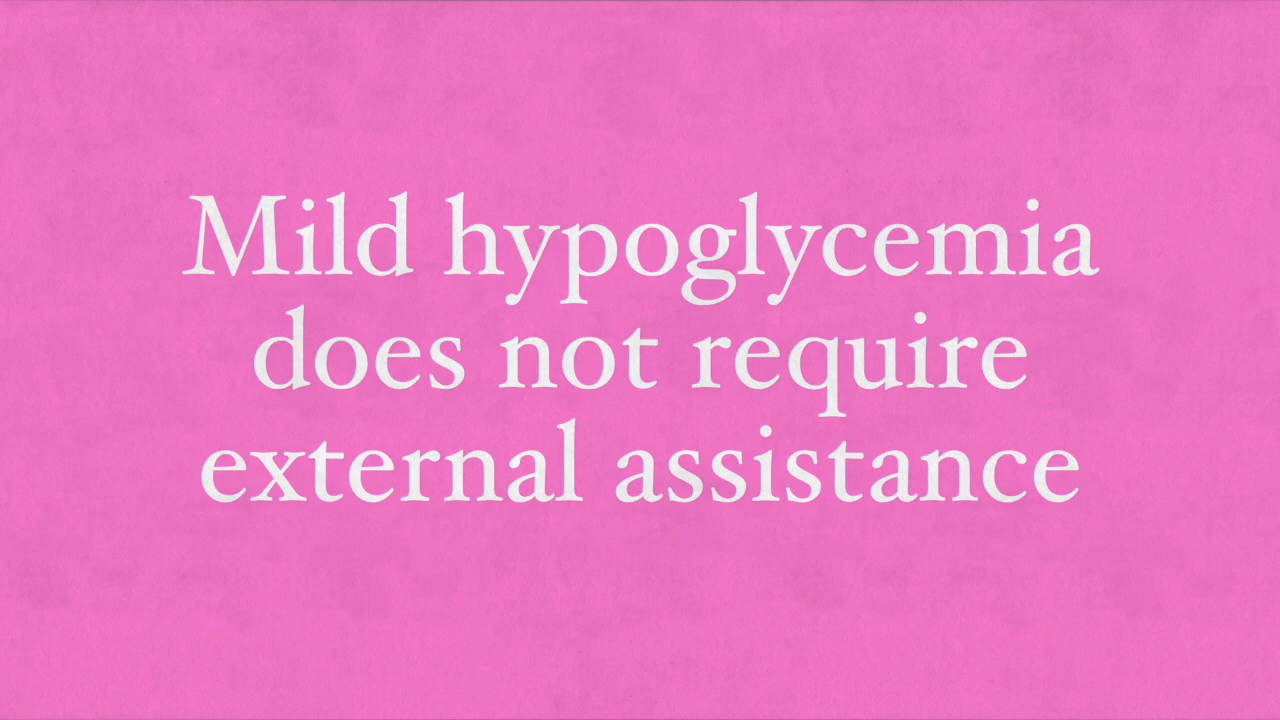 Mild hypoglycemia
does not require
external assistance